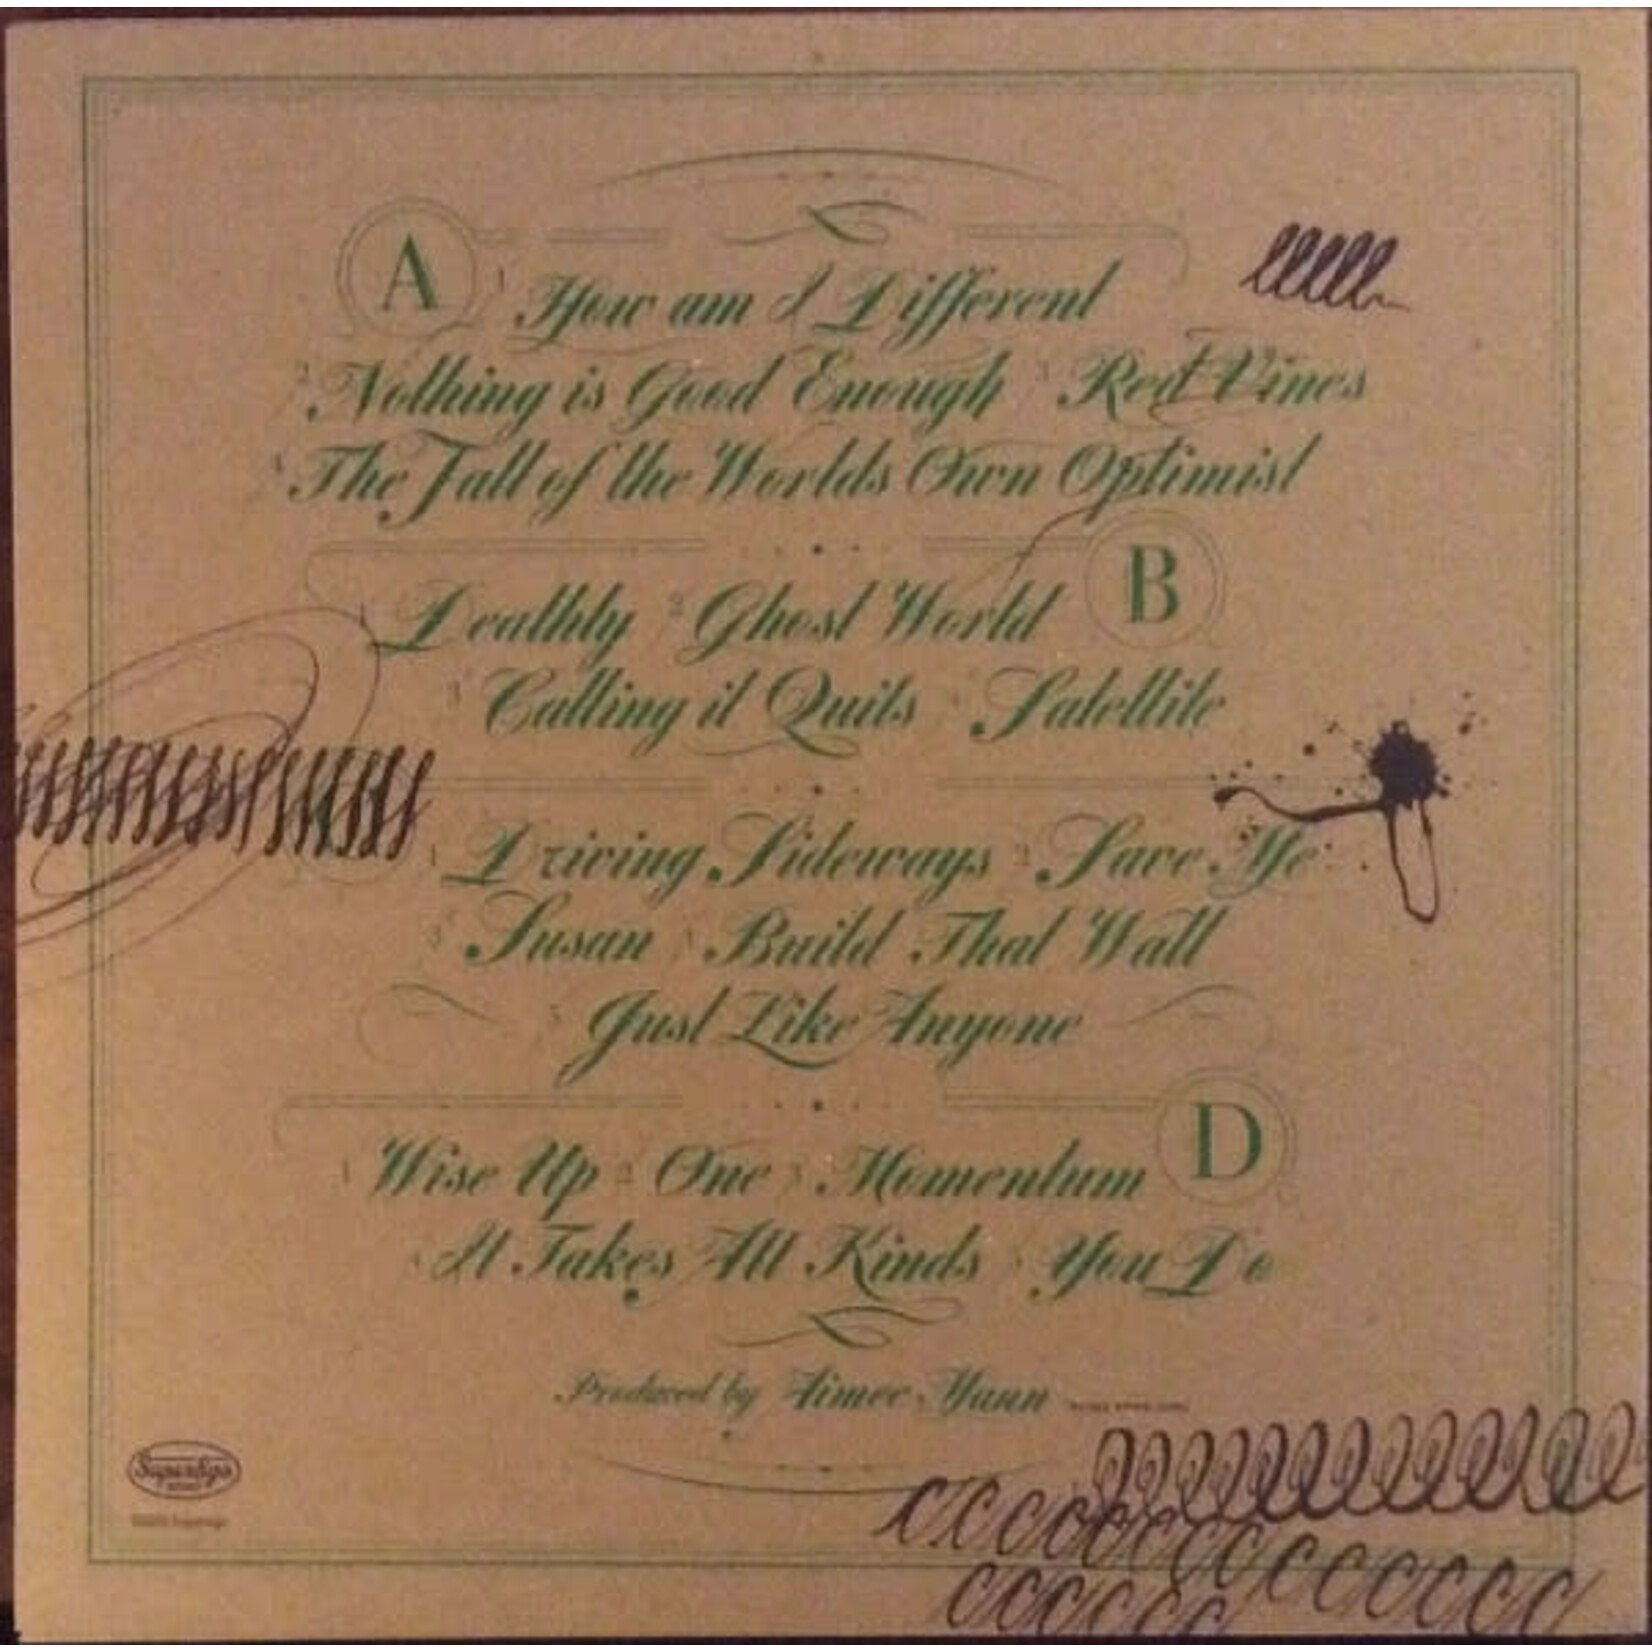 A
1 How am I Different
2 Nothing is Good Enough 3 Red Vines
4 The Fall of the Worlds Own Optimist
B
1 Deathly 2 Ghost World
3 Calling it Quits 4 Satellite
1 Driving Sideways 2 Save Me
3 Susan 4 Build That Wall
5 Just Like Anyone
D
1 Wise Up 2 One 3 Momentum
4 It Takes All Kinds 5 You Do
Produced by Aimee Mann
SuperEgo